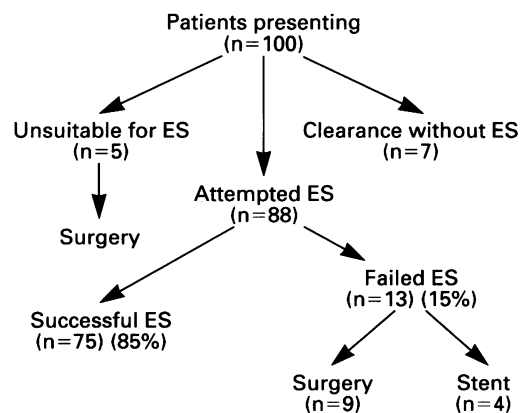 Patients presenting
(n=100)
Unsuitable for ES
(n=5)
Clearance without ES
(n=7)
Attempted ES
(n=88)
Surgery
Failed ES
(n=13) (15%)
Successful ES
(n=75) (85%)
Surgery
(n=9)
Stent
(n=4)